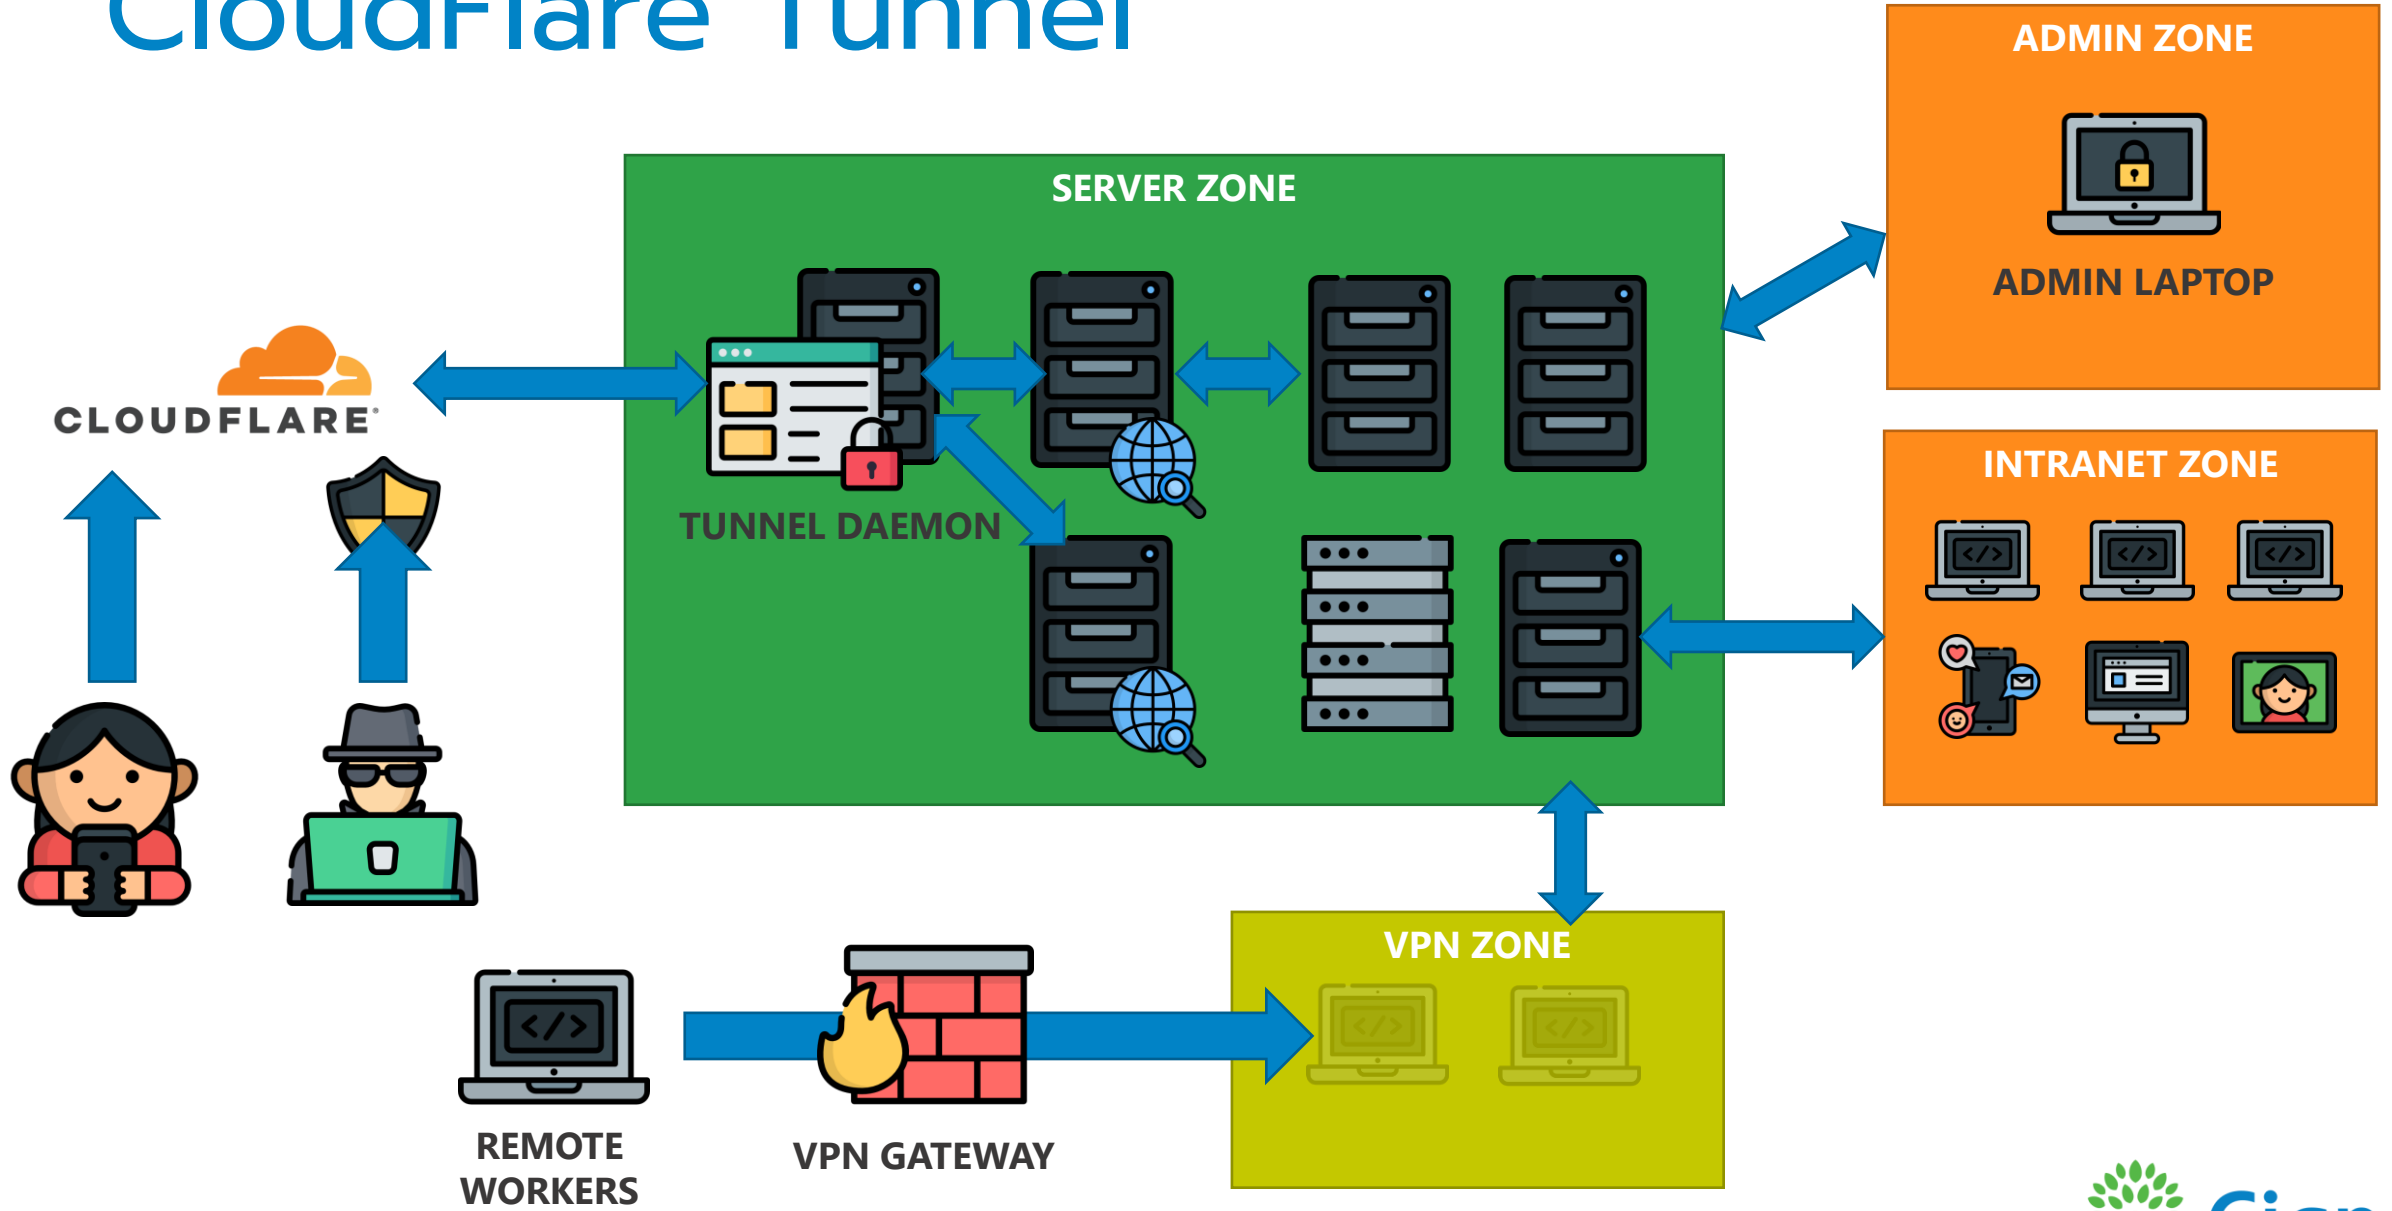 CloudFlare Tunnel
ADMIN ZONE
ADMIN LAPTOP
SERVER ZONE
CLOUDFLARE
TUNNEL DAEMON
INTRANET ZONE
</>
</>
</>
VPN ZONE
</>
</>
</>
REMOTE
WORKERS
VPN GATEWAY